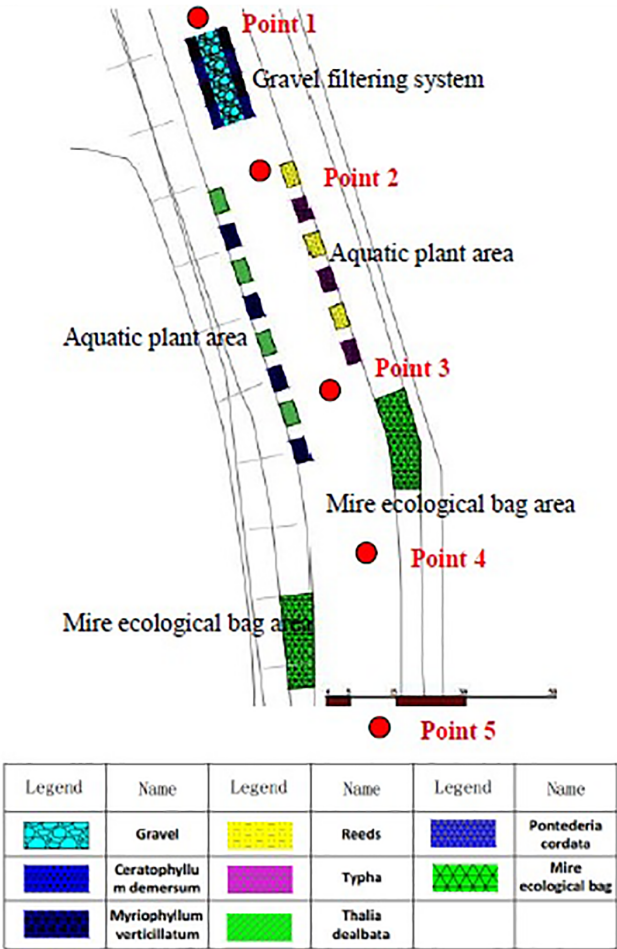 Point 1
Gravel filtering system
Point 2
Aquatic plant area
Aquatic plant area
Point 3
Mire ecological bag area
Point 4
Mire ecological bag area
Point 5
Legend Name Legend Name Legend Name
Gravel Reeds Pontederia
cordata
Ceratophyllu
m demersum Typha Mire
ecological bag
Myriophyllum
verticillatum Thalia
dealbata